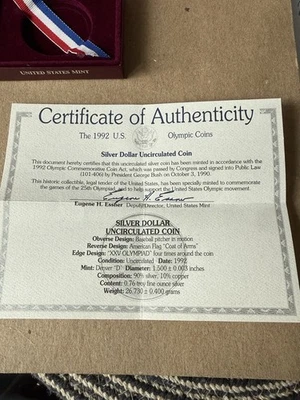 UNITED STATES MINT
Certificate of Authenticity
The 1992 U.S. Olympic Coins
Silver Dollar Uncirculated Coin
This document hereby certifies that this uncirculated silver coin has been minted in accordance with the
1992 Olympic Commemorative Coin Act, which was passed by Congress and signed into Public Law
(101-406) by President George Bush on October 3, 1990.
This historic collectible, legal tender of the United States, has been specially minted to commemorate
the games of the 25th Olympiad and to help support the United States Olympic movement.
Eugene H. Essner
Eugene H. Essner Deputy Director, United States Mint
SILVER DOLLAR
UNCIRCULATED COIN
Obverse Design: Baseball pitcher in motion
Reverse Design: American Flag "Coat of Arms"
Edge Design: "XXV OLYMPIAD" four times around the coin
Condition: Uncirculated Date: 1992
Mint: Denver "D" Diameter: 1.500 ± 0.003 inches
Composition: 90% silver, 10% copper
Content: 0.76 troy fine ounce silver
Weight: 26.730 ± 0.400 grams